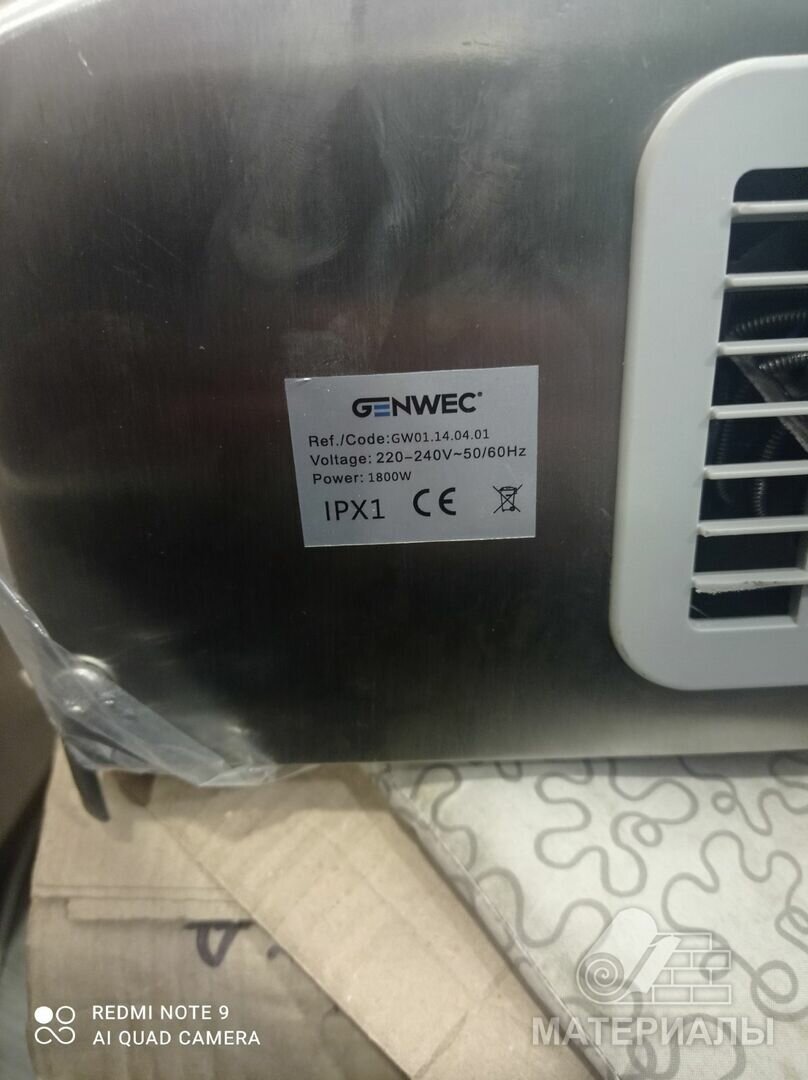 GENWEC®
Ref./Code:GW01.14.04.01
Voltage: 220-240V~50/60Hz
Power: 1800W
IPX1 CE
REDMI NOTE 9
AI QUAD CAMERA
МАТЕРИАЛЫ